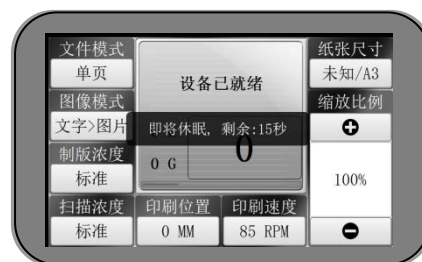 文件模式
单页
图像模式
文字>图片
制版浓度
标准
扫描浓度
标准
设备已就绪
即将休眠, 剩余:15秒
0
0 G
印刷位置
0 MM
印刷速度
85 RPM
纸张尺寸
未知/A3
缩放比例
100%